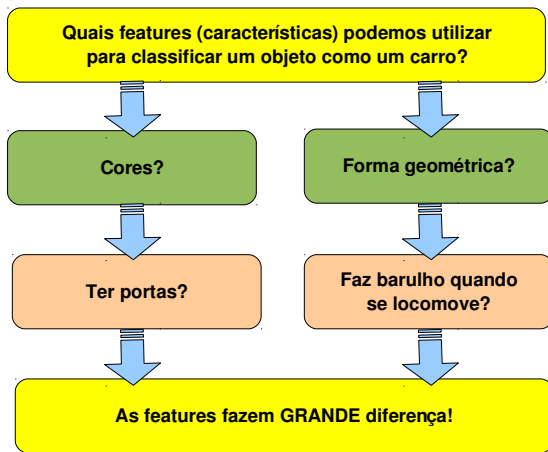 Quais features (características) podemos utilizar
para classificar um objeto como um carro?
Cores?
Forma geométrica?
Ter portas?
Faz barulho quando
se locomove?
As features fazem GRANDE diferença!